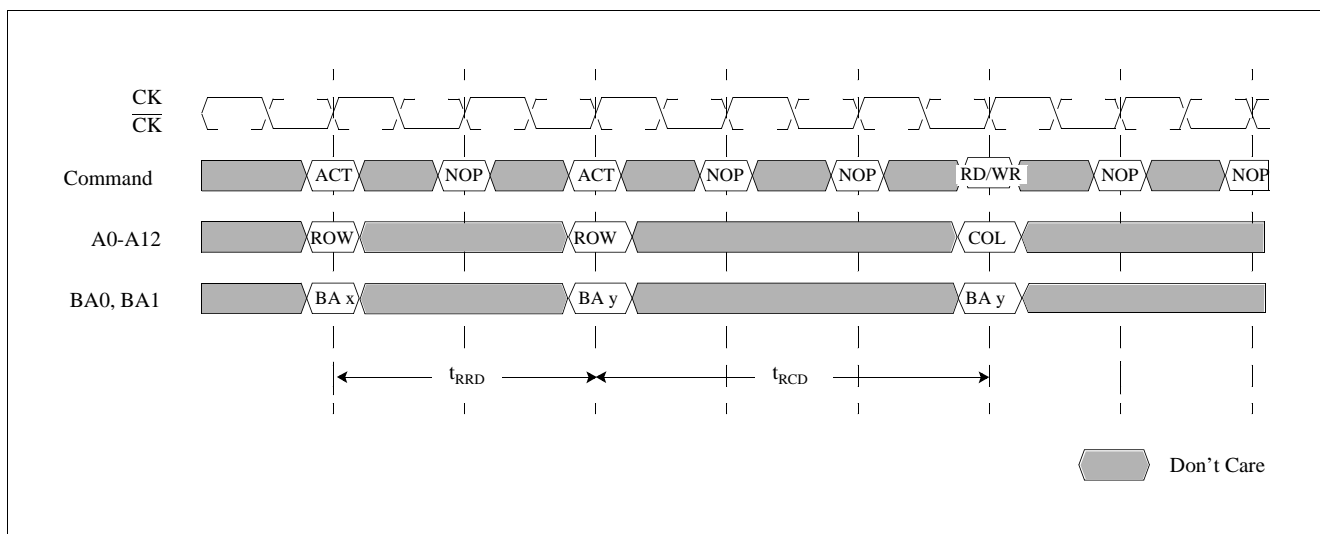 CK
CK
Command ACT NOP ACT NOP NOP RD/WR NOP NOP
A0-A12 ROW ROW COL
BA0, BA1 BA x BA y BA y
tRRD tRCD
Don't Care